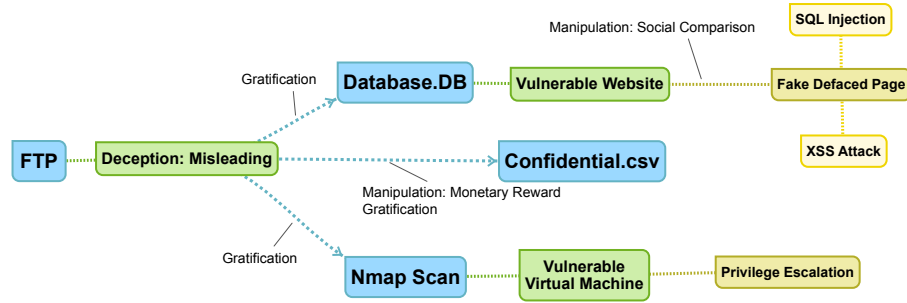 SQL Injection
Manipulation: Social Comparison
Gratification
Database.DB
Vulnerable Website
Fake Defaced Page
FTP
Deception: Misleading
Confidential.csv
XSS Attack
Manipulation: Monetary Reward
Gratification
Gratification
Nmap Scan
Vulnerable
Virtual Machine
Privilege Escalation